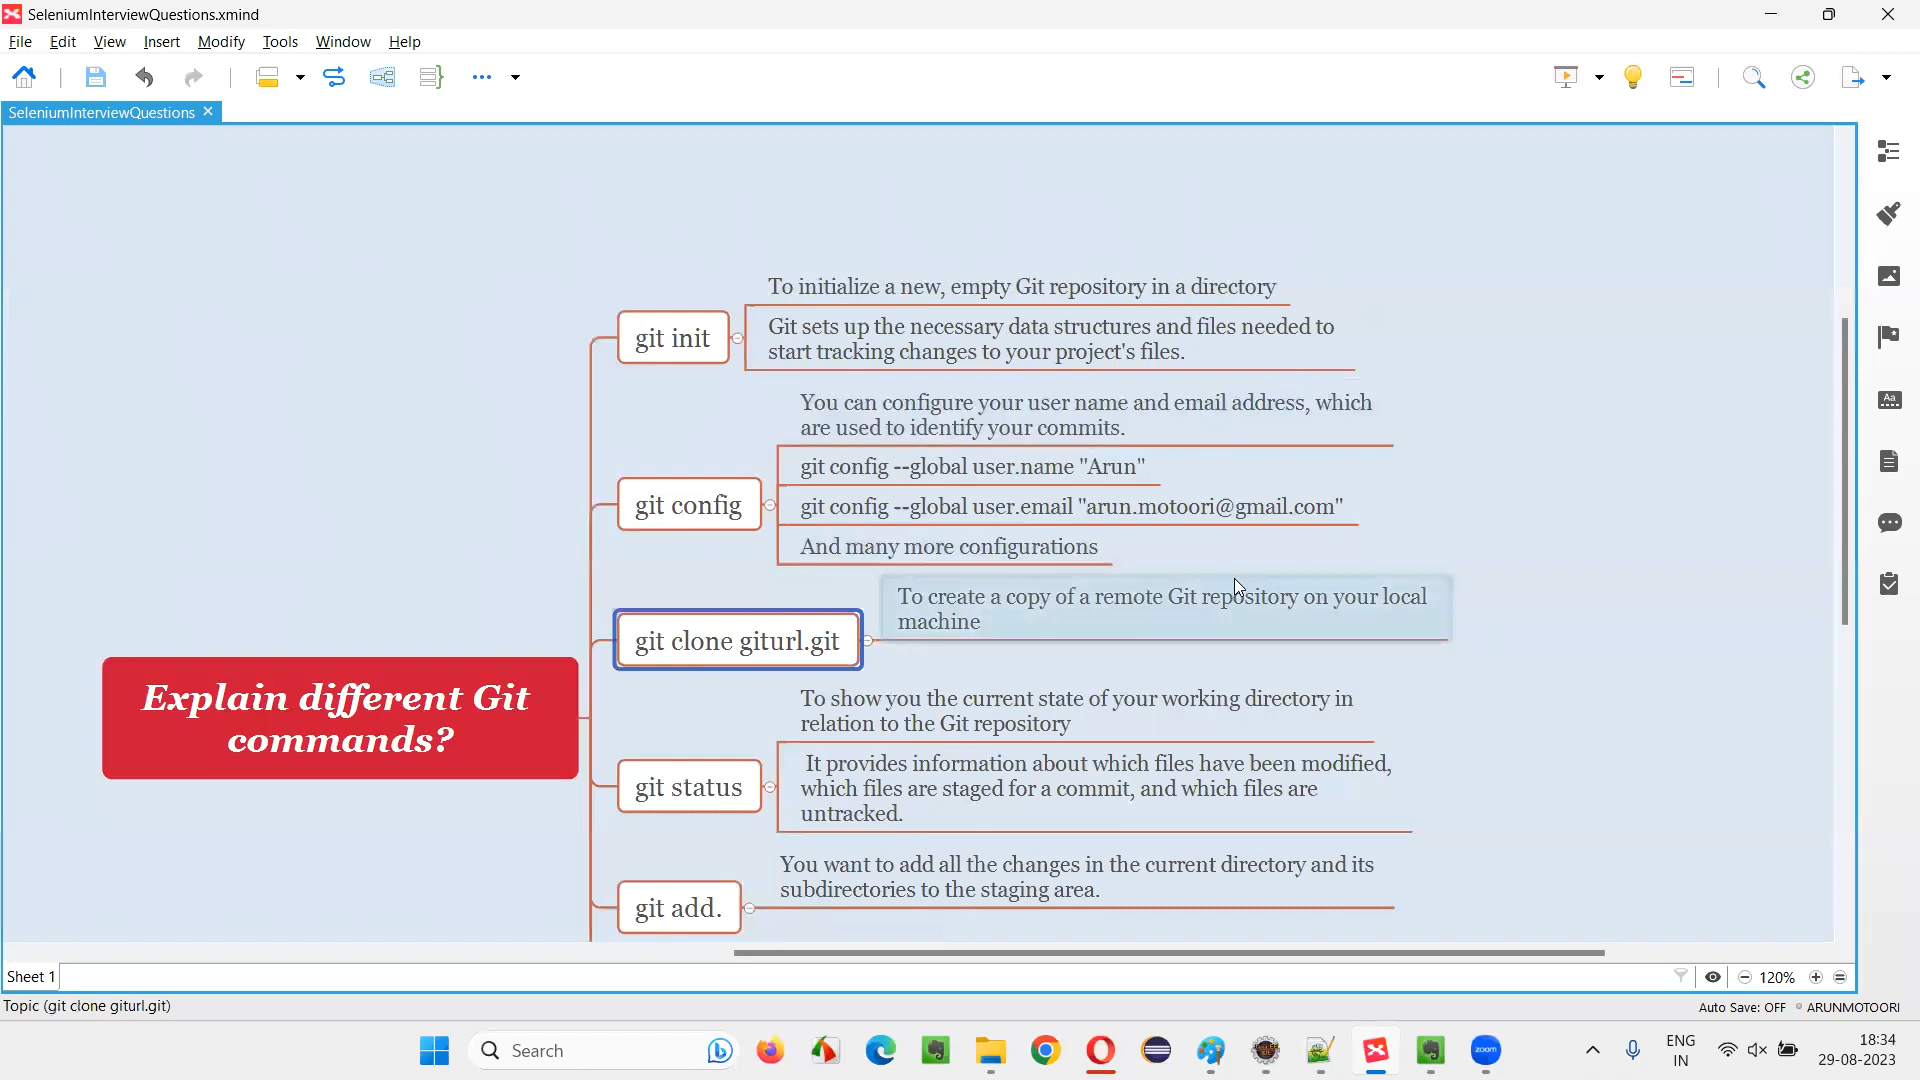 SeleniumInterviewQuestions.xmind
File Edit View Insert Modify Tools Window Help
SeleniumInterviewQuestions
To initialize a new, empty Git repository in a directory
git init
Git sets up the necessary data structures and files needed to
start tracking changes to your project's files.
You can configure your user name and email address, which
are used to identify your commits.
git config --global user.name "Arun"
git config
git config --global user.email "arun.motoori@gmail.com"
And many more configurations
To create a copy of a remote Git repository on your local
machine
git clone giturl.git
Explain different Git
commands?
To show you the current state of your working directory in
relation to the Git repository
git status
It provides information about which files have been modified,
which files are staged for a commit, and which files are
untracked.
You want to add all the changes in the current directory and its
subdirectories to the staging area.
git add.
Aa
Sheet 1
120%
Topic (git clone giturl.git)
Auto Save: OFF ARUNMOTOORI
Search
zoom
ENG
IN
18:34
29-08-2023